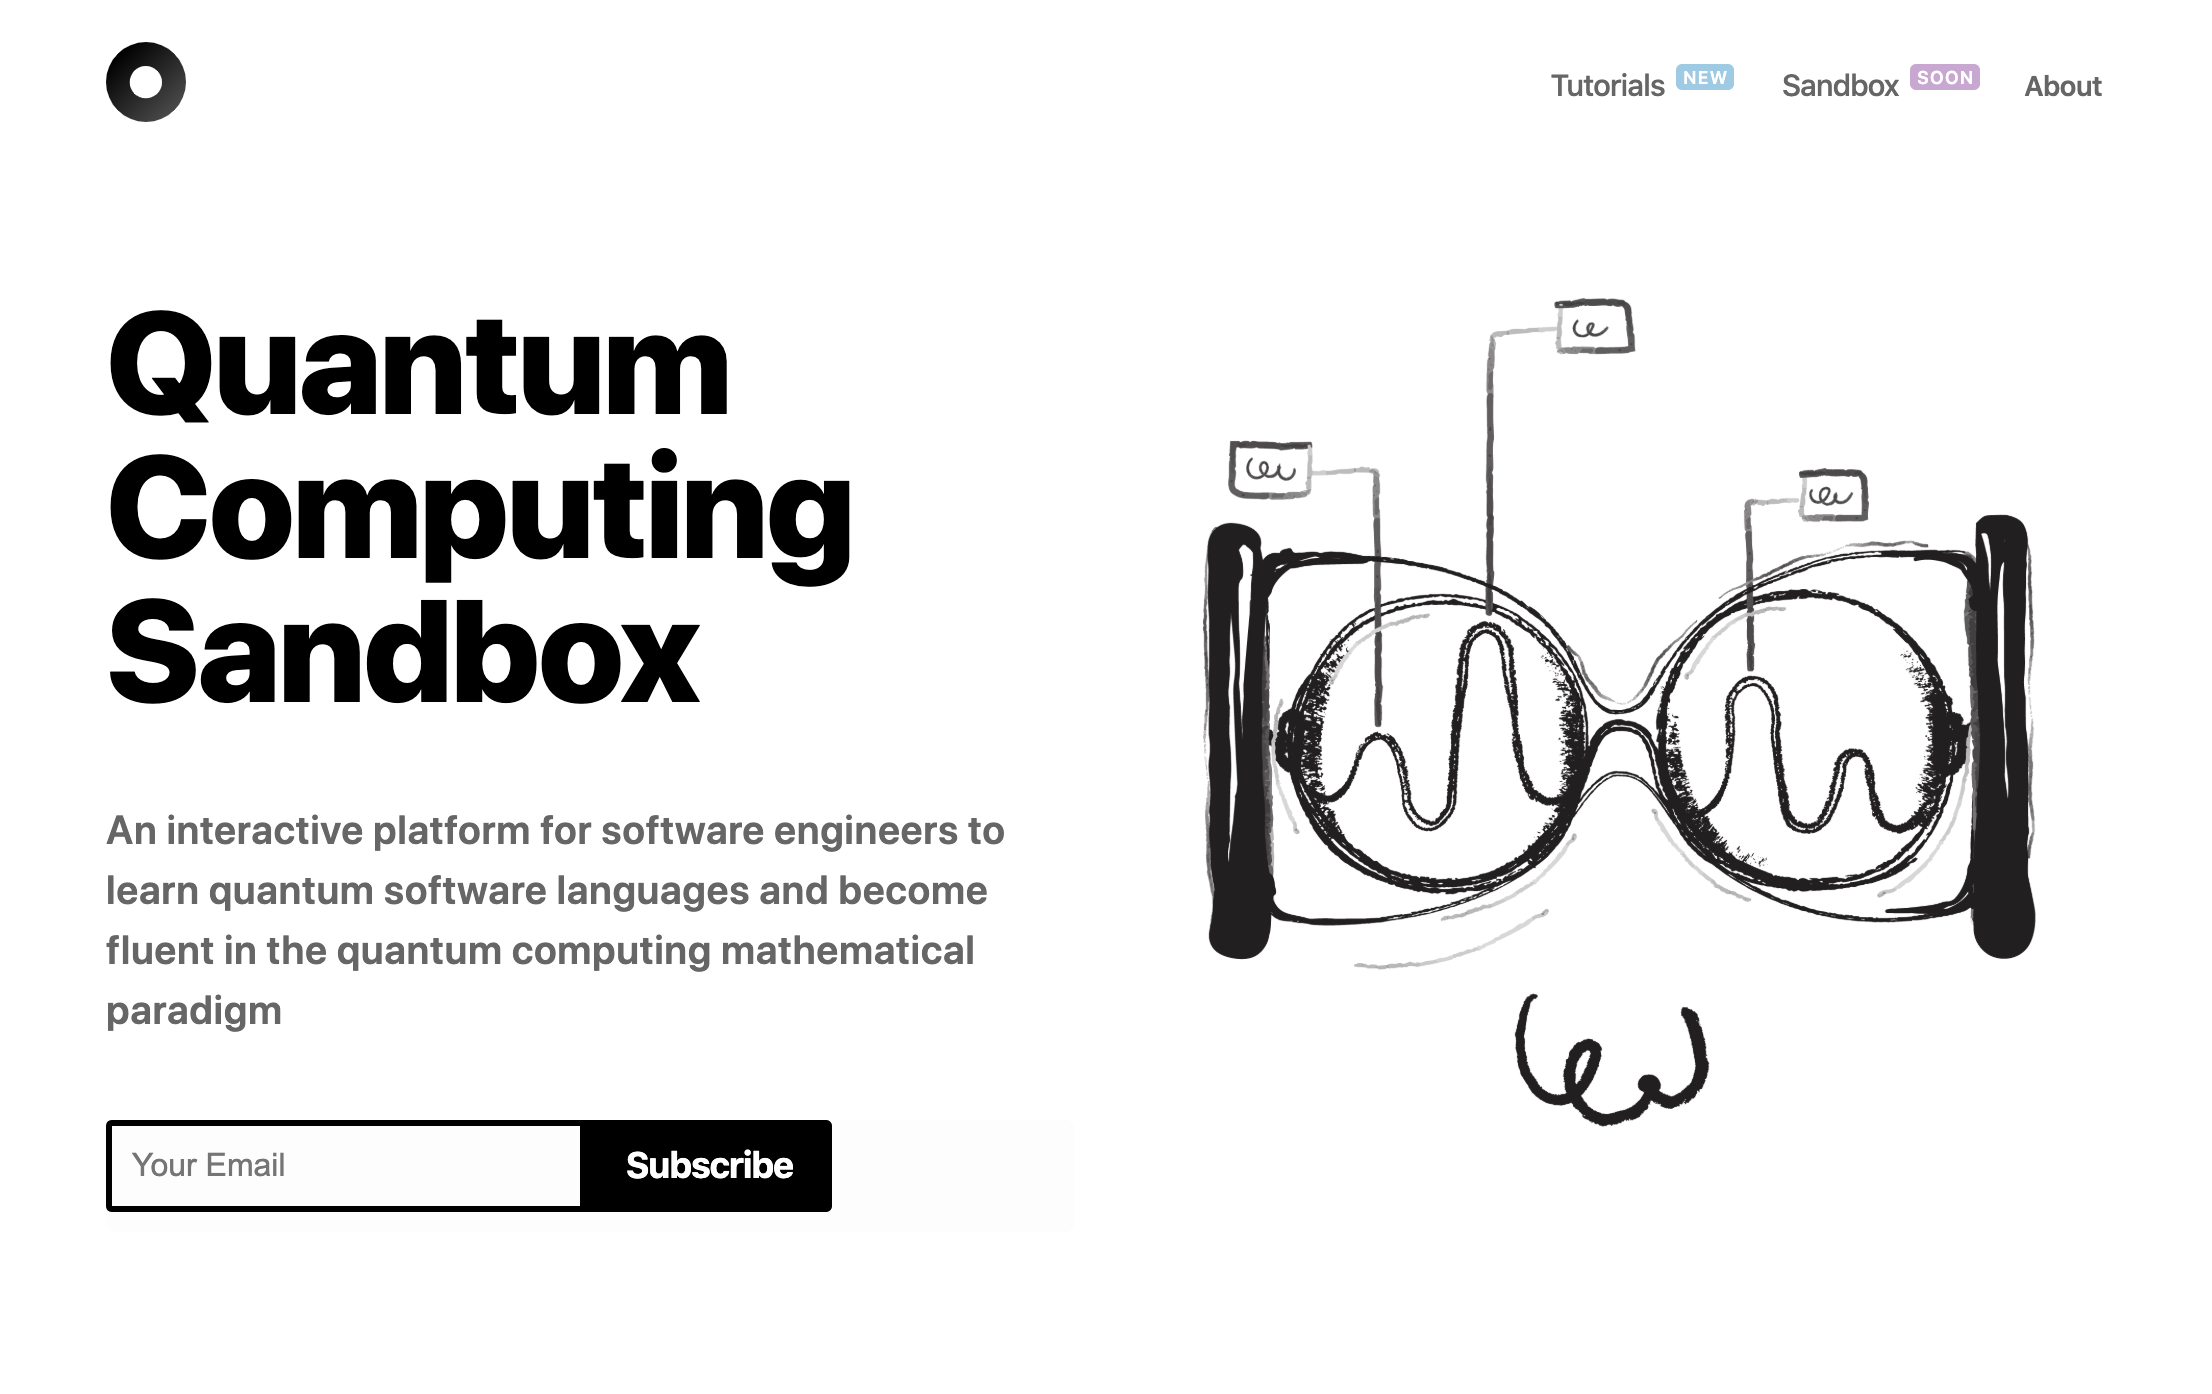 Tutorials NEW Sandbox SOON About
Quantum
Computing
Sandbox
An interactive platform for software engineers to
learn quantum software languages and become
fluent in the quantum computing mathematical
paradigm
Your Email Subscribe